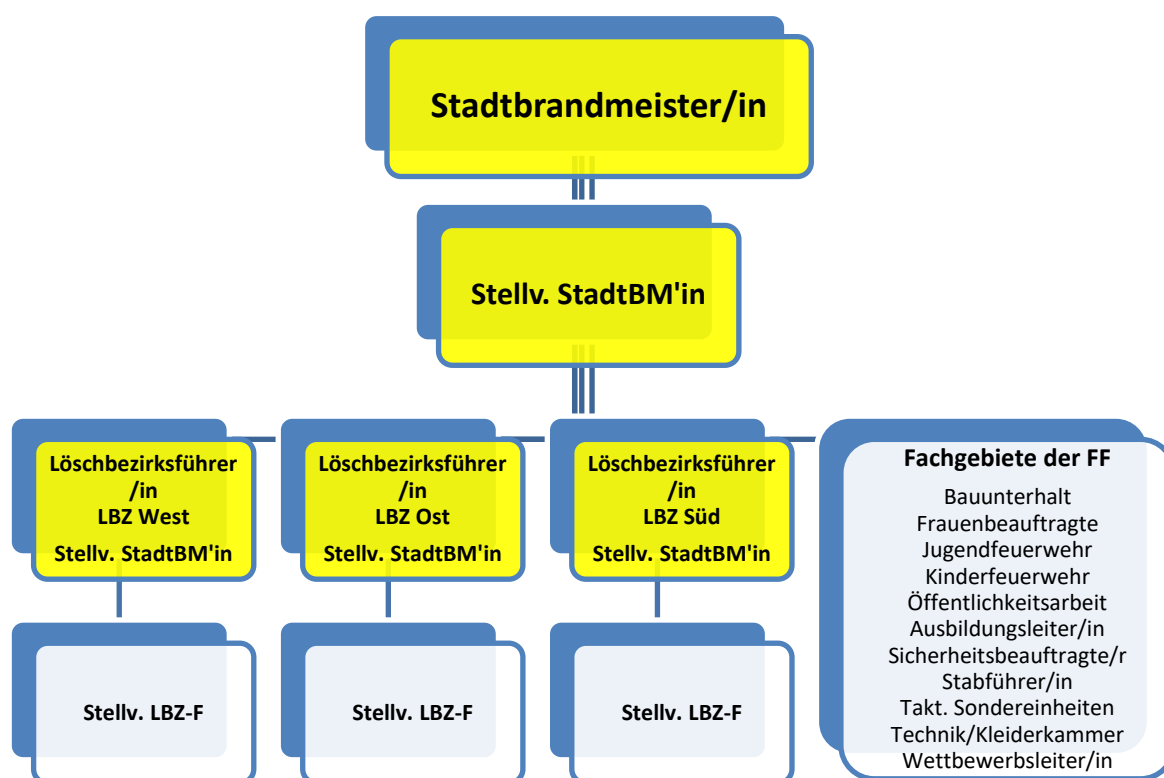 Stadtbrandmeister/in
Stellv. StadtBM'in
Löschbezirksführer
/in
LBZ West
Stellv. StadtBM'in
Löschbezirksführer
/in
LBZ Ost
Stellv. StadtBM'in
Löschbezirksführer
/in
LBZ Süd
Stellv. StadtBM'in
Fachgebiete der FF
Bauunterhalt
Frauenbeauftragte
Jugendfeuerwehr
Kinderfeuerwehr
Öffentlichkeitsarbeit
Ausbildungsleiter/in
Sicherheitsbeauftragte/r
Stabführer/in
Takt. Sondereinheiten
Technik/Kleiderkammer
Wettbewerbsleiter/in
Stellv. LBZ-F
Stellv. LBZ-F
Stellv. LBZ-F